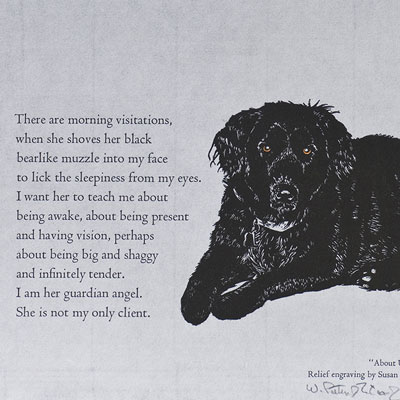 There are morning visitations,
when she shoves her black
bearlike muzzle into my face
to lick the sleepiness from my eyes.
I want her to teach me about
being awake, about being present
and having vision, perhaps
about being big and shaggy
and infinitely tender.
I am her guardian angel.
She is not my only client.
“About
Relief engraving by Susan